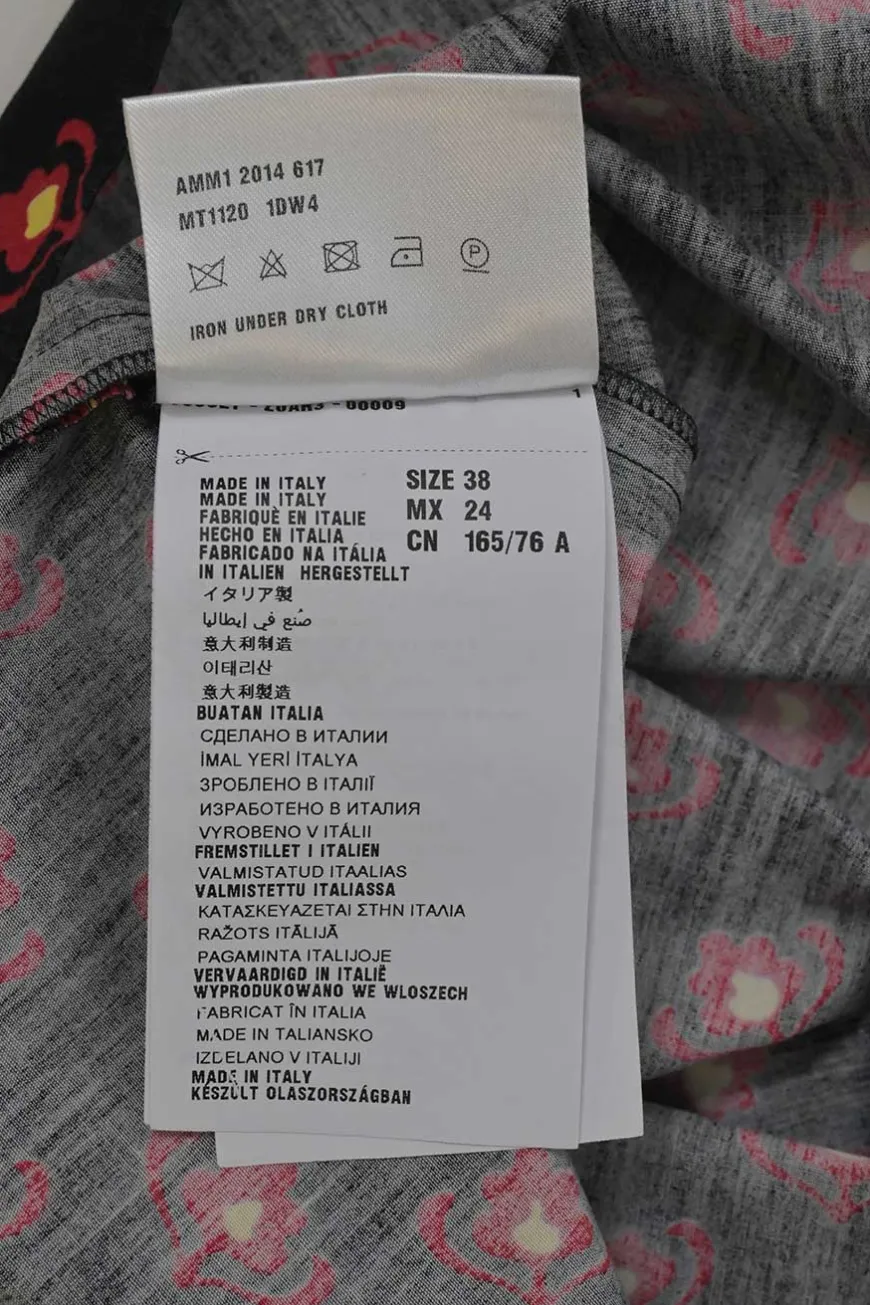 AMM1 2014 617
MT1120 1DW4
P
IRON UNDER DRY CLOTH
00009
1
MADE IN ITALY
MADE IN ITALY
FABRIQUÈ EN ITALIE
HECHO EN ITALIA
FABRICADO NA ITÁLIA
IN ITALIEN HERGESTELLT
SIZE 38
MX 24
CN 165/76 A
イタリア製
صُنع في إيطاليا
意大利制造
이태리산
意大利製造
BUATAN ITALIA
СДЕЛАНО В ИТАЛИИ
İMAL YERİ İTALYA
ЗРОБЛЕНО В ІТАЛІЇ
ИЗРАБОТЕНО В ИТАЛИЯ
VYROBENO V ITÁLII
FREMSTILLET I ITALIEN
VALMISTATUD ITAALIAS
VALMISTETTU ITALIASSA
ΚΑΤΑΣΚΕΥΑΖΕΤΑΙ ΣΤΗΝ ΙΤΑΛΙΑ
RAŽOTS ITĀLIJĀ
PAGAMINTA ITALIJOJE
VERVAARDIGD IN ITALIË
WYPRODUKOWANO WE WLOSZECH
FABRICAT ÎN ITALIA
MADE IN TALIANSKO
IZDELANO V ITALIJI
MADE IN ITALY
KÉSZÜLT OLASZORSZÁGBAN